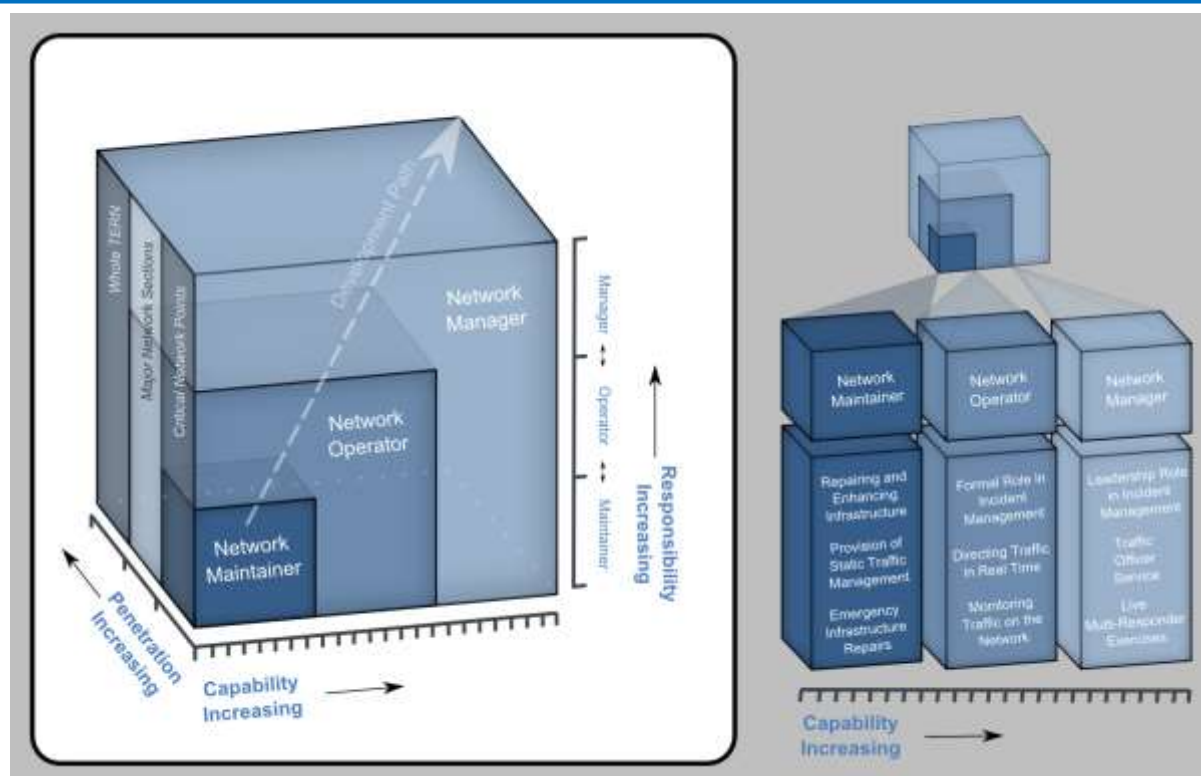 Whole TERN
Major Network Sections
Critical Network Points
Development Path
Network
Manager
Network
Operator
Network
Maintainer
Manager
Operator
Maintainer
Responsibility
Increasing
Penetration
Increasing
Capability
Increasing
Network
Maintainer
Network
Operator
Network
Manager
Repairing and
Enhancing
Infrastructure
Provision of
Static Traffic
Management
Emergency
Infrastructure
Repairs
Formal Role in
Incident
Management
Directing Traffic
in Real Time
Monitoring
Traffic on the
Network
Leadership Role
in Incident
Management
Traffic
Officer
Service
Live
Multi-Responder
Exercises
Capability
Increasing